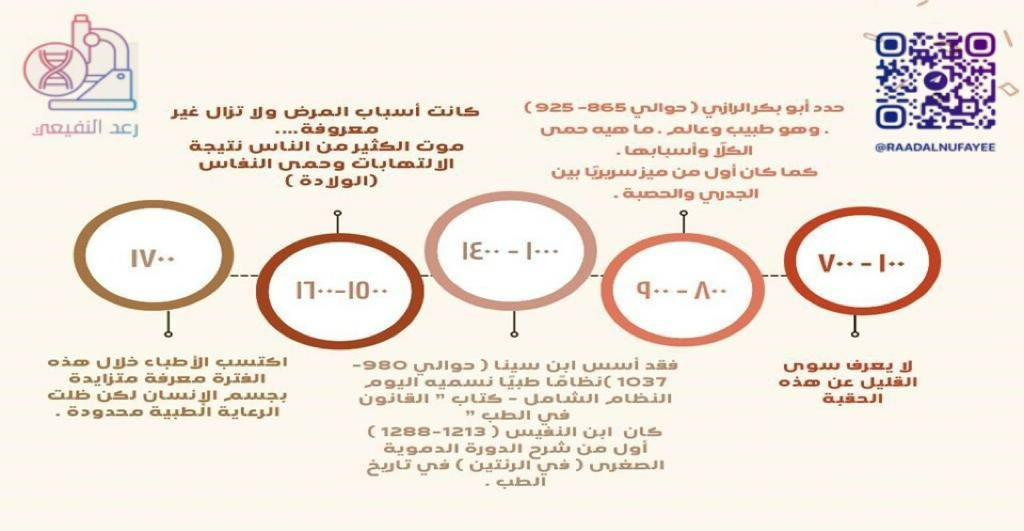 رعد النفيعي
@RAADALNUFAYEE
حدد أبو بكر الرازي ( حوالي 865- 925 )
. وهو طبيب وعالم . ما هيه حمى
الكلّا وأسبابها .
كما كان أول من ميز سريريًا بين
الجدري والحصبة .
كانت أسباب المرض ولا تزال غير
معروفة....
موت الكثير من الناس نتيجة
الالتهابات وحمى النفاس
(الولادة )
١٠٠ - ٧٠٠
٨٠٠ - ٩٠٠
١٠٠٠ - ١٤٠٠
١٥٠٠-١٦٠٠
١٧٠٠
لا يعرف سوى
القليل عن هذه
الحقبة
فقد أسس ابن سينا ( حوالي 980-
1037 )نظامًا طبيًا نسميه اليوم
النظام الشامل - كتاب " القانون
في الطب "
كان ابن النفيس ( 1213-1288 )
أول من شرح الدورة الدموية
الصغرى ( في الرئتين ) في تاريخ
الطب .
اكتسب الأطباء خلال هذه
الفترة معرفة متزايدة
بجسم الإنسان لكن ظلت
الرعاية الطبية محدودة .